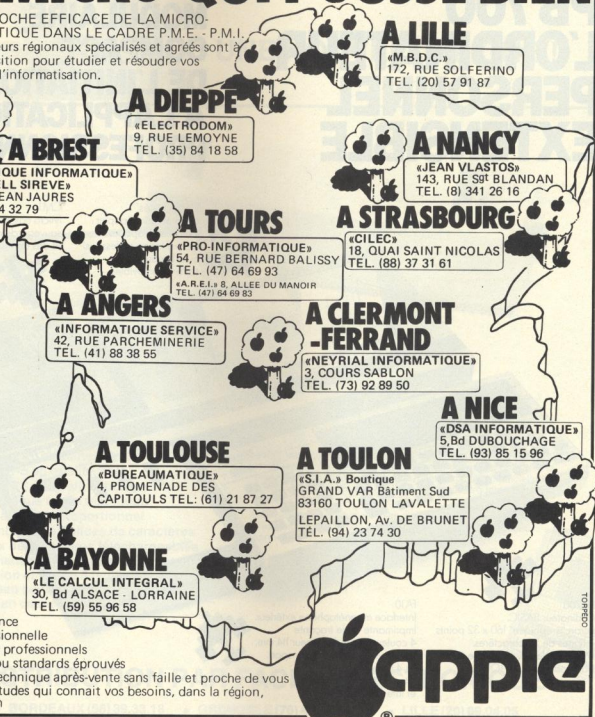 OCHE EFFICACE DE LA MICRO-
TIQUE DANS LE CADRE P.M.E. - P.M.I.
eurs régionaux spécialisés et agréés sont à
sition pour étudier et résoudre vos
l'informatisation.
A LILLE
«M.B.D.C.»
172, RUE SOLFERINO
TEL. (20) 57 91 87
A DIEPPE
«ELECTRODOM»
9, RUE LEMOYNE
TEL. (35) 84 18 58
A BREST
QUE INFORMATIQUE»
LL SIREVE»
EAN JAURES
4 32 79
A NANCY
«JEAN VLASTOS»
143, RUE Sgt BLANDAN
TEL. (8) 341 26 16
A TOURS
«PRO-INFORMATIQUE»
54, RUE BERNARD BALISSY
TEL. (47) 64 69 93
«A.R.E.I.» 8, ALLEE DU MANOIR
TEL. (47) 64 69 83
A STRASBOURG
«CILEC»
18, QUAI SAINT NICOLAS
TEL. (88) 37 31 61
A ANGERS
«INFORMATIQUE SERVICE»
42, RUE PARCHEMINERIE
TEL. (41) 88 38 55
A CLERMONT
-FERRAND
«NEYRIAL INFORMATIQUE»
3, COURS SABLON
TEL. (73) 92 89 50
A NICE
«DSA INFORMATIQUE»
5,Bd DUBOUCHAGE
TEL. (93) 85 15 96
A TOULOUSE
«BUREAUMATIQUE»
4, PROMENADE DES
CAPITOULS TEL: (61) 21 87 27
A TOULON
«S.I.A.» Boutique
GRAND VAR Bâtiment Sud
83160 TOULON LAVALETTE
LEPAILLON, Av. DE BRUNET
TÉL. (94) 23 74 30
A BAYONNE
«LE CALCUL INTEGRAL»
30, Bd ALSACE - LORRAINE
TEL. (59) 55 96 58
nce
sionnelle
professionnels
ou standards éprouvés
technique après-vente sans faille et proche de vous
tudes qui connait vos besoins, dans la région,
TORPEDO
apple
®